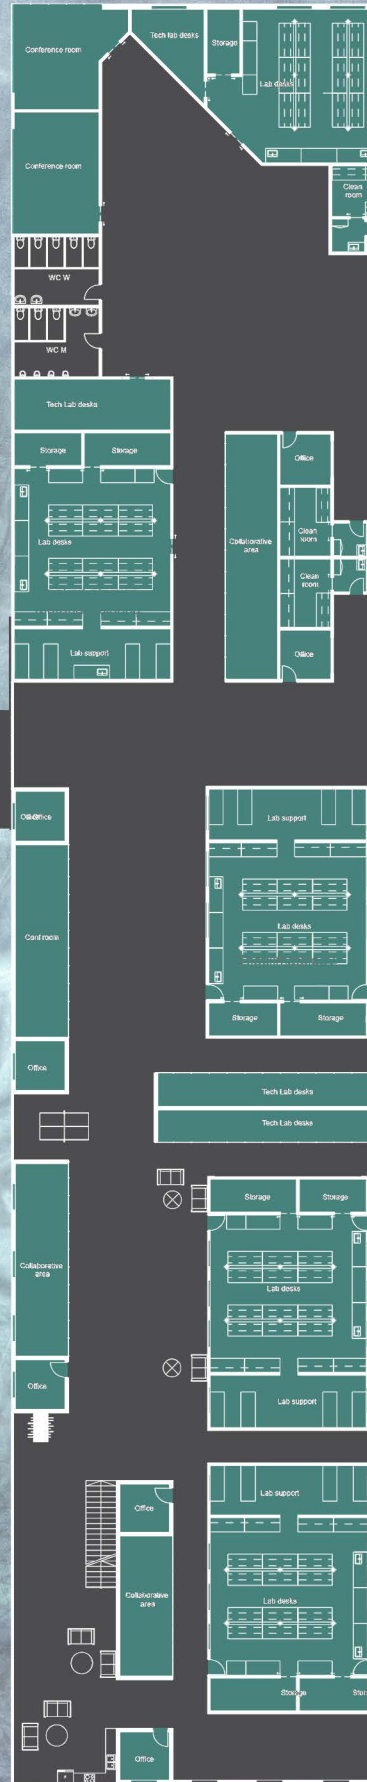 Conference room
Tech lab desks
Storage
Lab desks
Conference room
Clean
room
WC W
WC M
Tech Lab desks
Storage
Storage
Office
Lab desks
Collaborative
area
Clean
room
Clean
room
Lab support
Office
Office
Lab support
Conf room
Lab desks
Storage
Storage
Office
Tech Lab desks
Tech Lab desks
Storage
Storage
Collaborative
area
Lab desks
Office
Lab support
Office
Lab support
Collaborative
area
Lab desks
Storage
Office